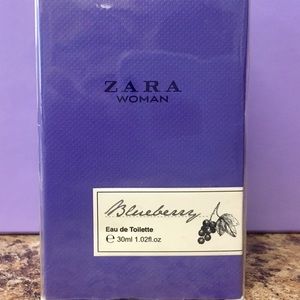 ZARA
WOMAN
Blueberry
Eau de Toilette
℮ 30ml 1.02fl.oz